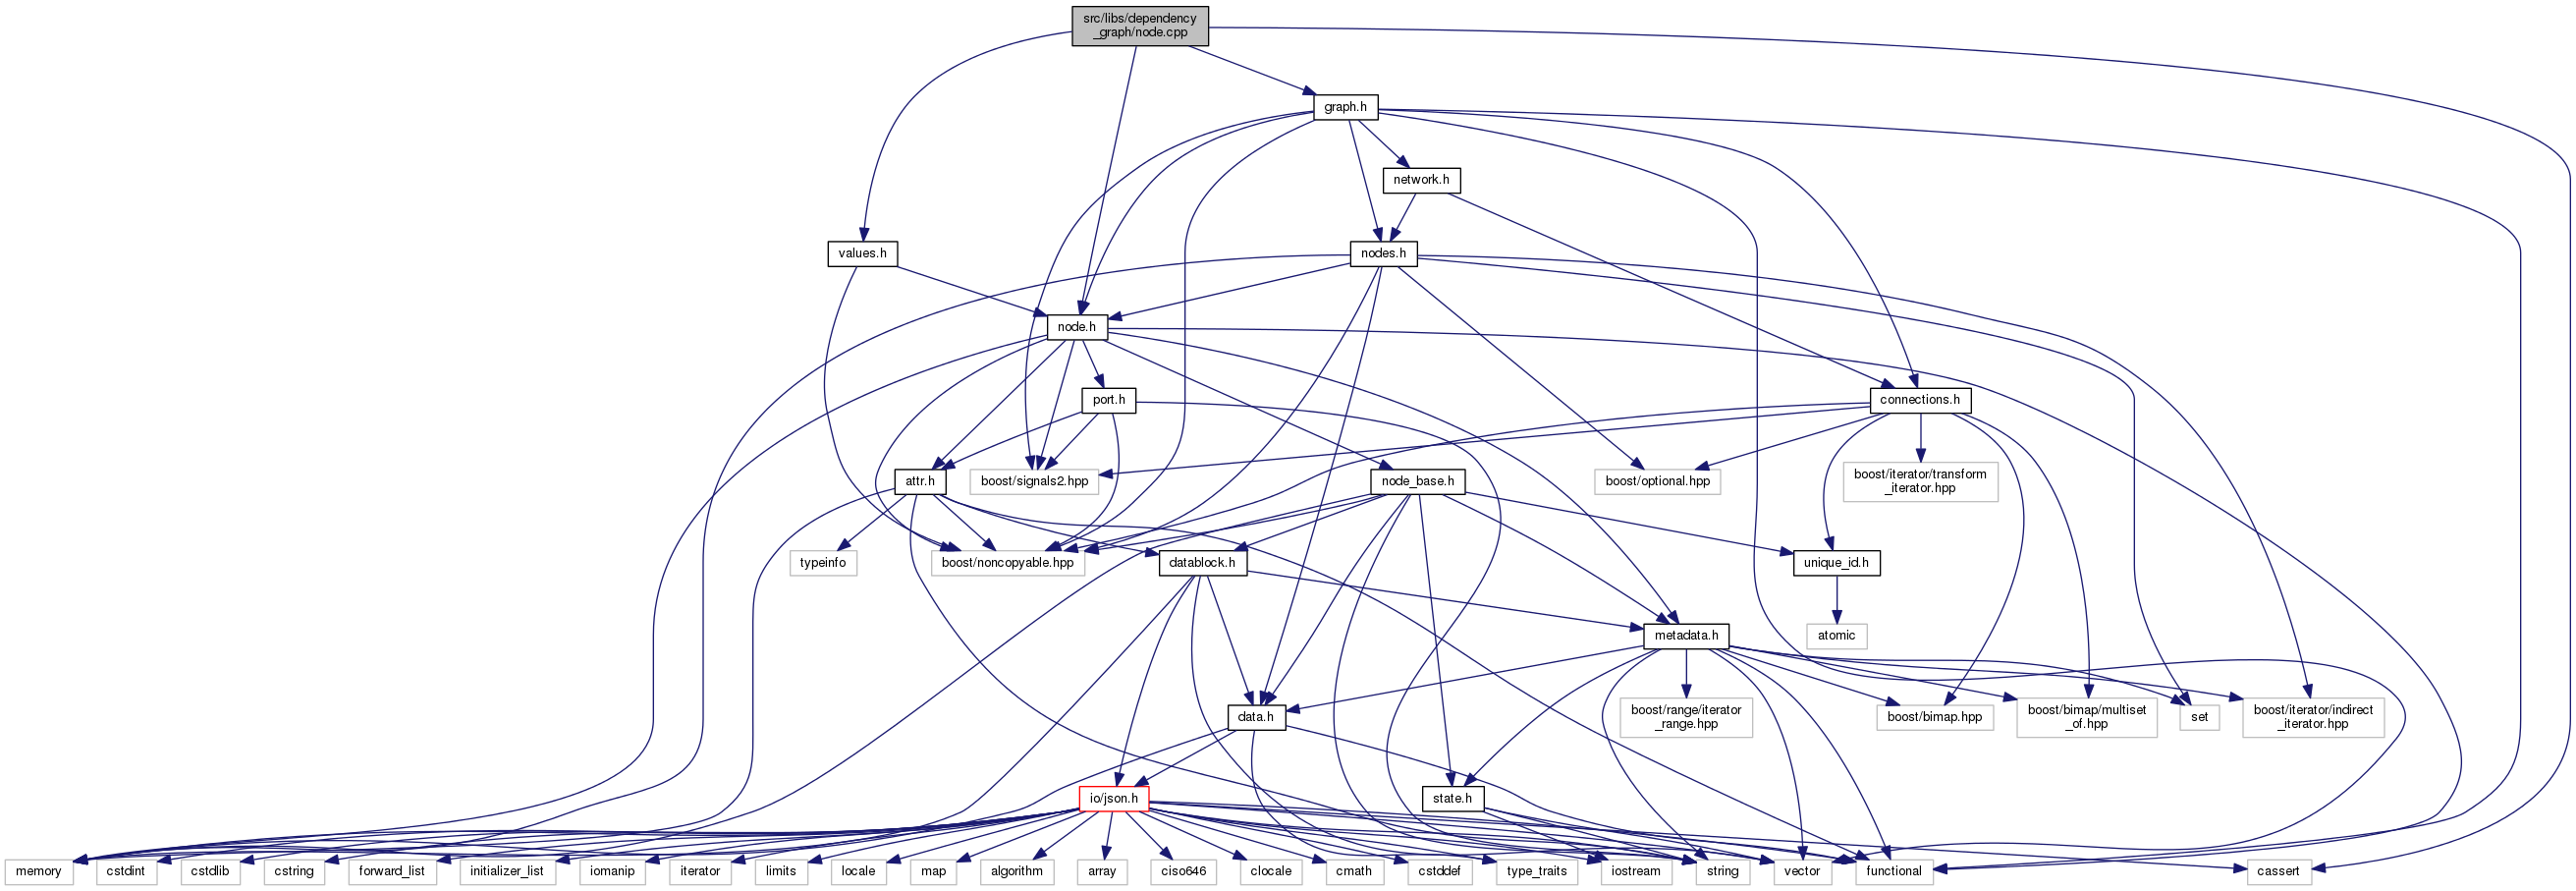 src/libs/dependency
_graph/node.cpp
graph.h
network.h
values.h
nodes.h
node.h
port.h
connections.h
attr.h
boost/signals2.hpp
node_base.h
boost/optional.hpp
boost/iterator/transform
_iterator.hpp
typeinfo
boost/noncopyable.hpp
datablock.h
unique_id.h
metadata.h
atomic
data.h
boost/range/iterator
_range.hpp
boost/bimap.hpp
boost/bimap/multiset
_of.hpp
set
boost/iterator/indirect
_iterator.hpp
io/json.h
state.h
memory
cstdint
cstdlib
cstring
forward_list
initializer_list
iomanip
iterator
limits
locale
map
algorithm
array
ciso646
clocale
cmath
cstddef
type_traits
iostream
string
vector
functional
cassert